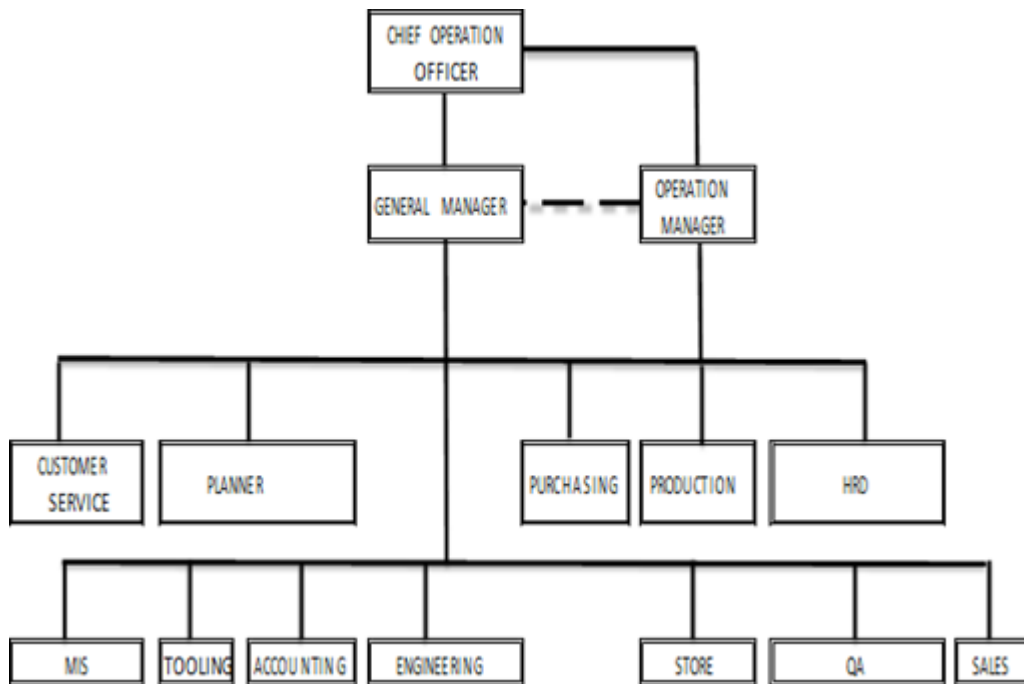 CHIEF OPERATION
OFFICER
GENERAL MANAGER
OPERATION
MANAGER
CUSTOMER
SERVICE
PLANNER
PURCHASING
PRODUCTION
HRD
MIS
TOOLING
ACCOUNTING
ENGINEERING
STORE
QA
SALES